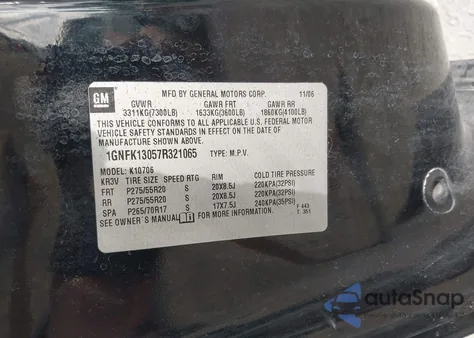 GM
MFD BY GENERAL MOTORS CORP. 11/06
GVWR GAWR FRT GAWR RR
3311KG(7300LB) 1633KG(3600LB) 1860KG(4100LB)
THIS VEHICLE CONFORMS TO ALL APPLICABLE U.S. FEDERAL MOTOR
VEHICLE SAFETY STANDARDS IN EFFECT ON THE DATE OF
MANUFACTURE SHOWN ABOVE.
1GNFK13057R321065 TYPE: M.P.V.
MODEL: K10706
KR3V TIRE SIZE SPEED RTG RIM COLD TIRE PRESSURE
FRT P275/55R20 S 20X8.5J 220KPA(32PSI)
RR P275/55R20 S 20X8.5J 220KPA(32PSI)
SPA P265/70R17 S 17X7.5J 240KPA(35PSI)
SEE OWNER'S MANUAL FOR MORE INFORMATION.
F 443
T 351
autoSnap